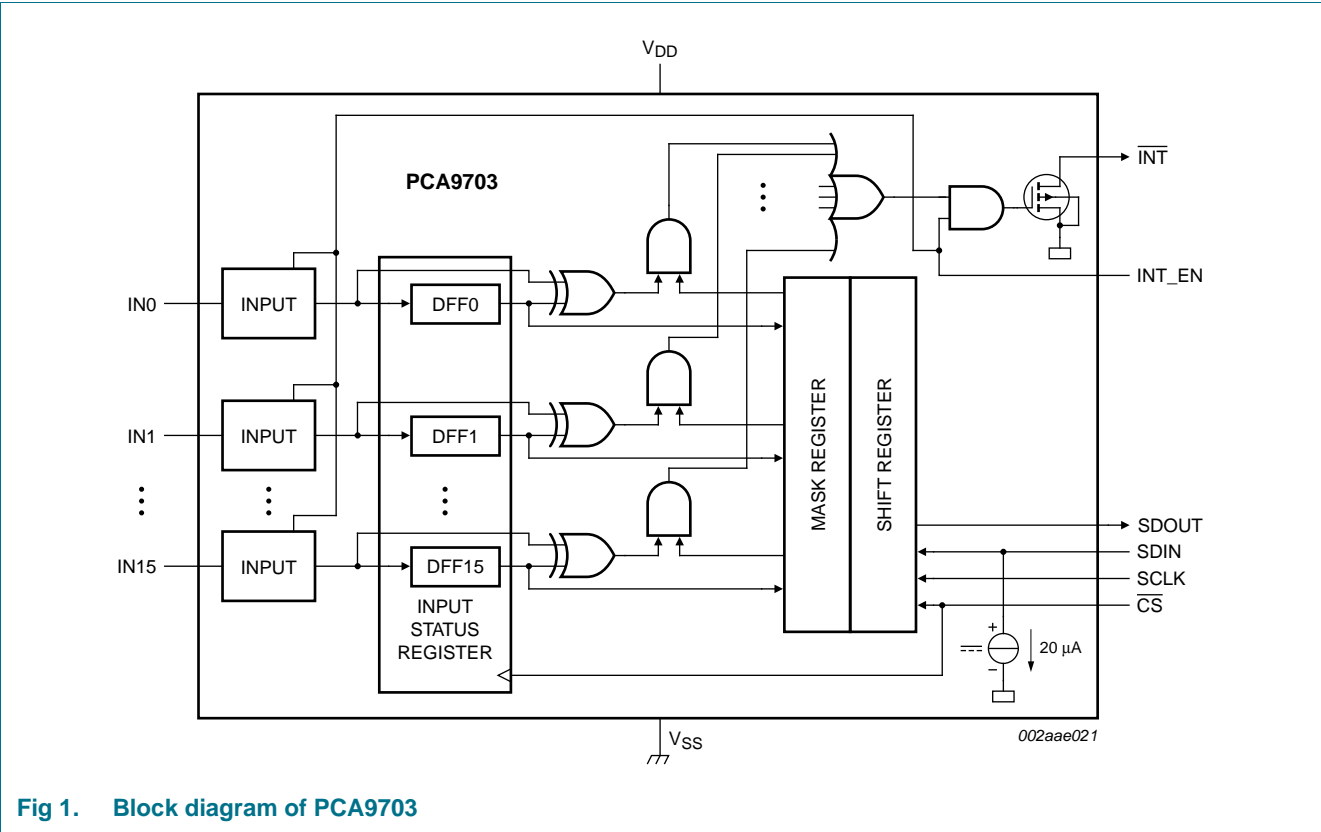 VDD
PCA9703
INT
INT_EN
IN0
INPUT
DFF0
IN1
INPUT
DFF1
IN15
INPUT
DFF15
INPUT
STATUS
REGISTER
MASK REGISTER
SHIFT REGISTER
SDOUT
SDIN
SCLK
CS
+
−
20 μA
VSS
002aae021
Fig 1. Block diagram of PCA9703